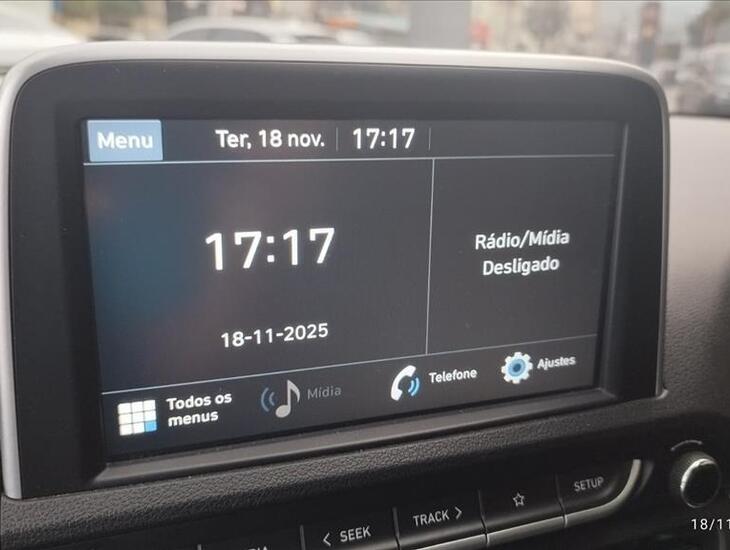 Menu
Ter, 18 nov.
17:17
17:17
18-11-2025
Rádio/Mídia
Desligado
Todos os
menus
Mídia
Telefone
Ajustes
< SEEK
TRACK >
☆
SETUP
18/11